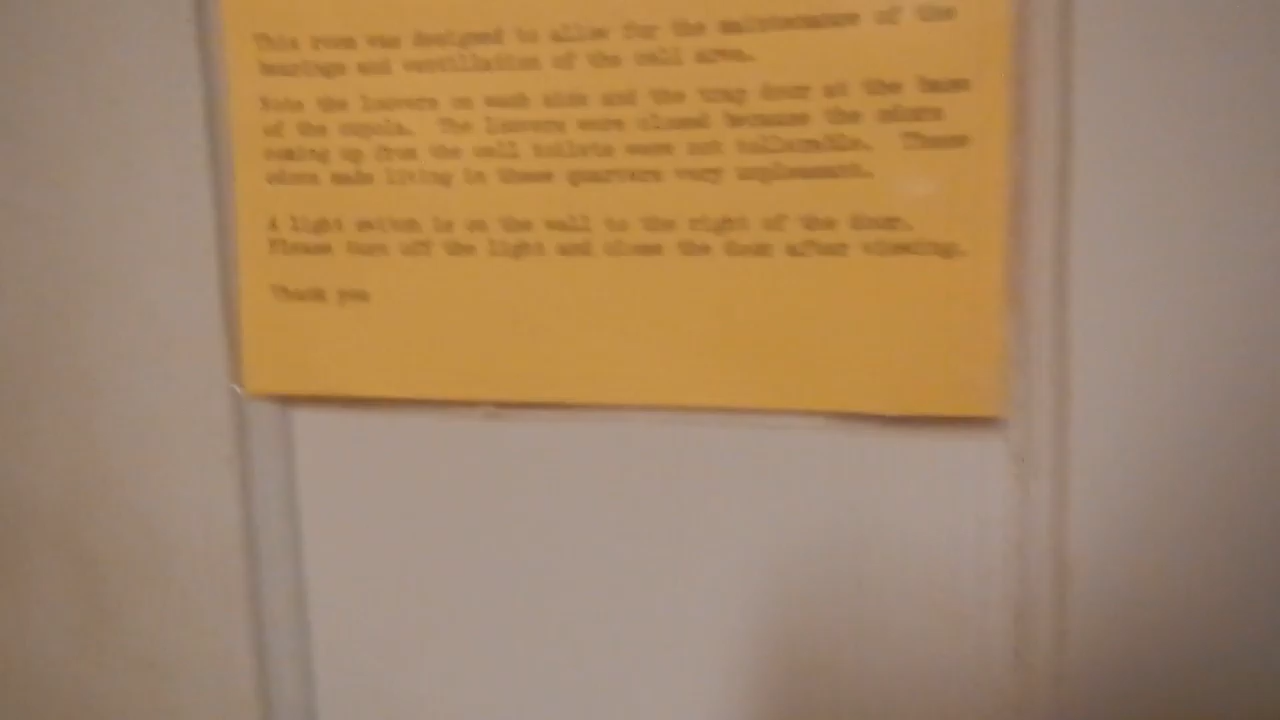 This room was designed to allow for the maintenance of the
bearings and ventillation of the cell area.
Note the louvers on each side and the trap door at the base
of the cupola. The louvers were closed because the odors
coming up from the cell toilets were not tollerable. These
odors made living in these quarters very unpleasant.
A light switch is on the wall to the right of the door.
Please turn off the light and close the door after viewing.
Thank you